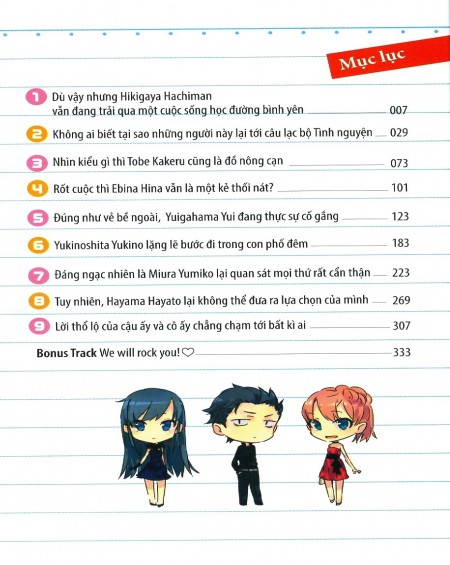 Mục lục
1 Dù vậy nhưng Hikigaya Hachiman
vẫn đang trải qua một cuộc sống học đường bình yên 007
2 Không ai biết tại sao những người này lại tới câu lạc bộ Tình nguyện 029
3 Nhìn kiểu gì thì Tobe Kakeru cũng là đồ nông cạn 073
4 Rốt cuộc thì Ebina Hina vẫn là một kẻ thối nát? 101
5 Đúng như vẻ bề ngoài, Yuigahama Yui đang thực sự cố gắng 123
6 Yukinoshita Yukino lặng lẽ bước đi trong con phố đêm 183
7 Đáng ngạc nhiên là Miura Yumiko lại quan sát mọi thứ rất cẩn thận 223
8 Tuy nhiên, Hayama Hayato lại không thể đưa ra lựa chọn của mình 269
9 Lời thổ lộ của cậu ấy và cô ấy chẳng chạm tới bất kì ai 307
Bonus Track We will rock you!♡ 333